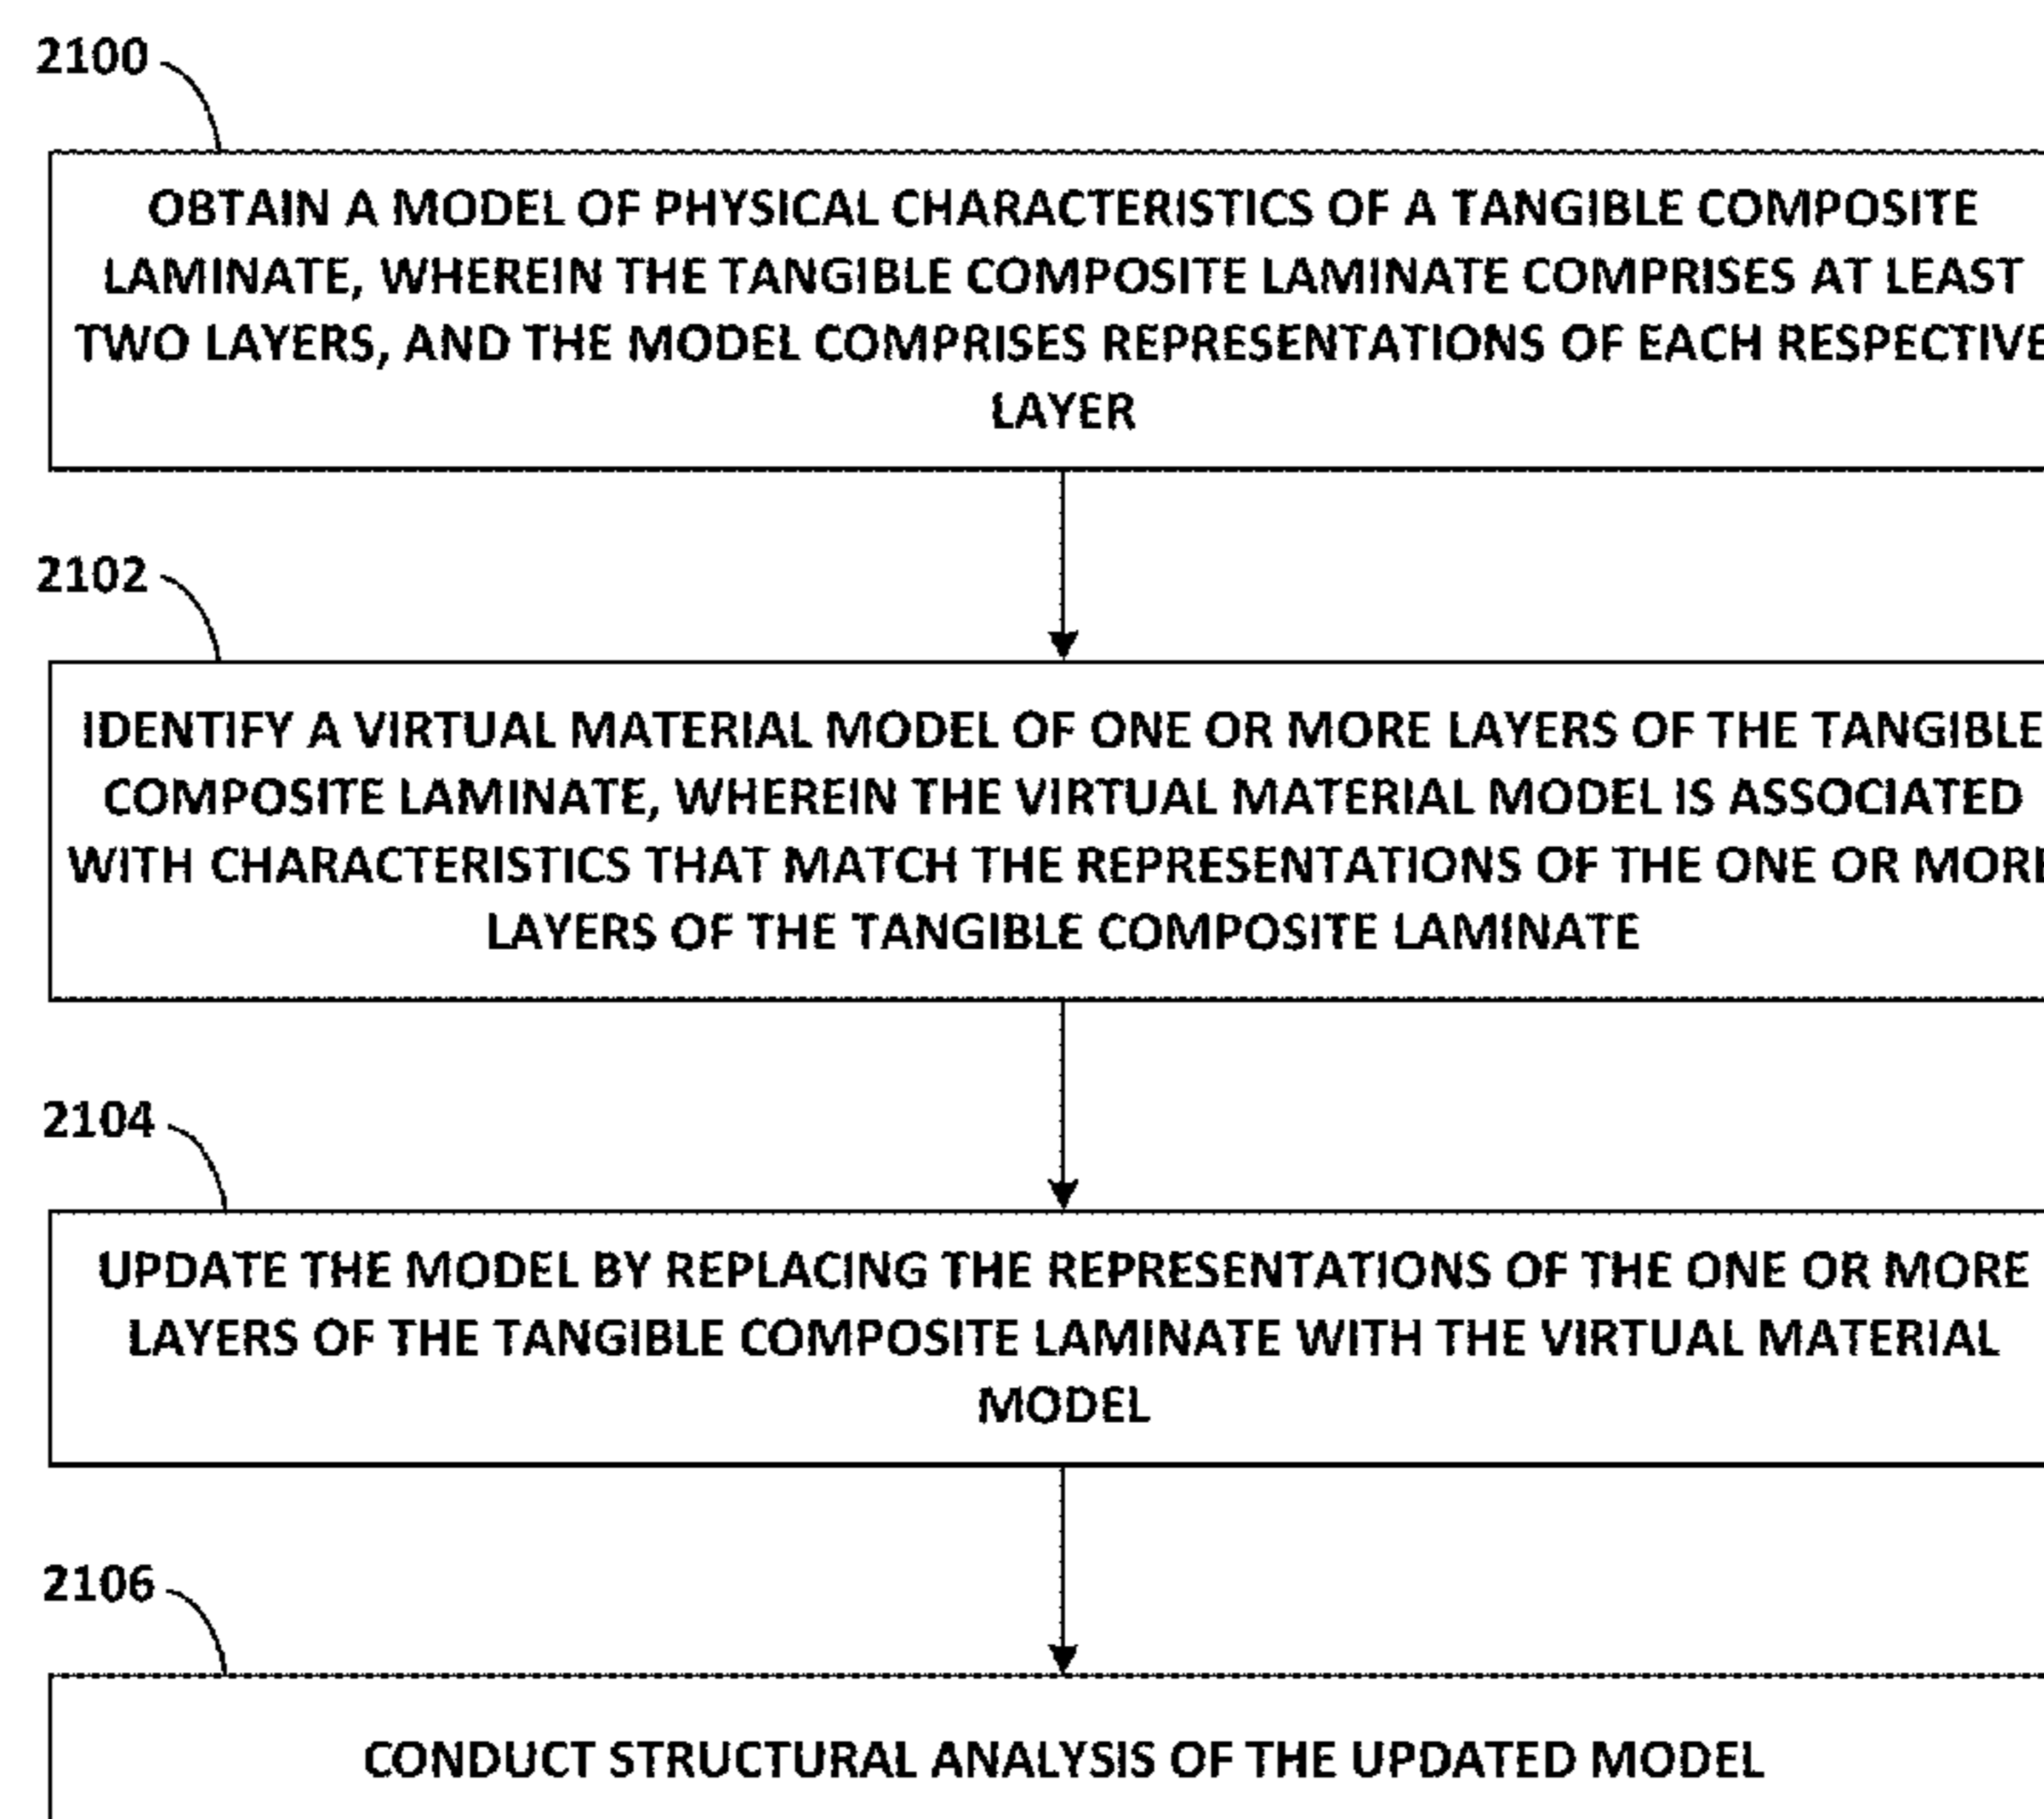 2100
OBTAIN A MODEL OF PHYSICAL CHARACTERISTICS OF A TANGIBLE COMPOSITE
LAMINATE, WHEREIN THE TANGIBLE COMPOSITE LAMINATE COMPRISES AT LEAST
TWO LAYERS, AND THE MODEL COMPRISES REPRESENTATIONS OF EACH RESPECTIVE
LAYER
2102
IDENTIFY A VIRTUAL MATERIAL MODEL OF ONE OR MORE LAYERS OF THE TANGIBLE
COMPOSITE LAMINATE, WHEREIN THE VIRTUAL MATERIAL MODEL IS ASSOCIATED
WITH CHARACTERISTICS THAT MATCH THE REPRESENTATIONS OF THE ONE OR MORE
LAYERS OF THE TANGIBLE COMPOSITE LAMINATE
2104
UPDATE THE MODEL BY REPLACING THE REPRESENTATIONS OF THE ONE OR MORE
LAYERS OF THE TANGIBLE COMPOSITE LAMINATE WITH THE VIRTUAL MATERIAL
MODEL
2106
CONDUCT STRUCTURAL ANALYSIS OF THE UPDATED MODEL